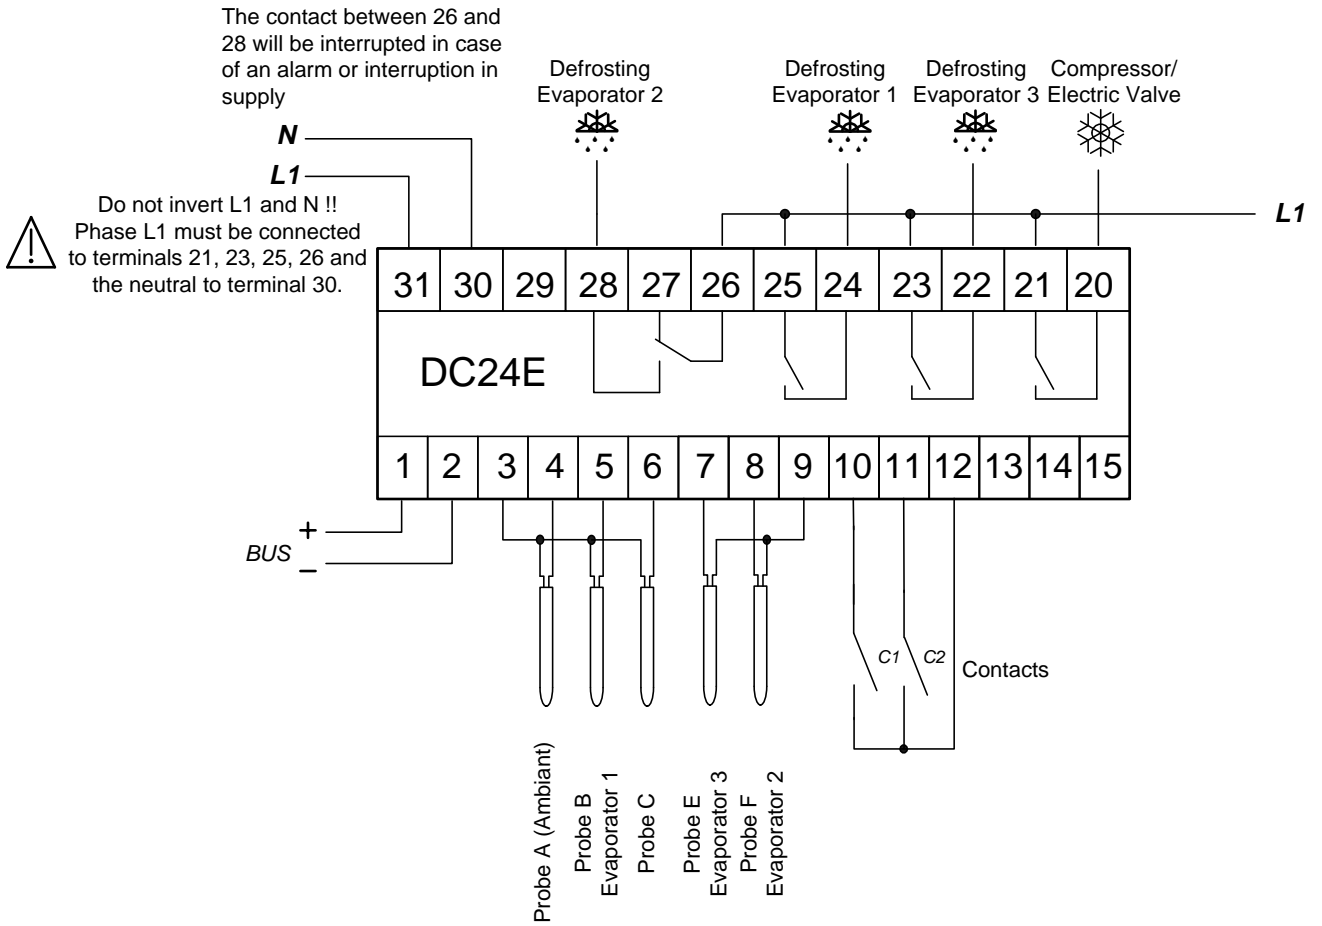 The contact between 26 and
28 will be interrupted in case
of an alarm or interruption in
supply
Defrosting
Evaporator 2
Defrosting
Evaporator 1
Defrosting
Evaporator 3
Compressor/
Electric Valve
N
L1
Do not invert L1 and N !!
Phase L1 must be connected
to terminals 21, 23, 25, 26 and
the neutral to terminal 30.
L1
31 30 29 28 27 26 25 24 23 22 21 20
DC24E
1 2 3 4 5 6 7 8 9 10 11 12 13 14 15
+
BUS
–
C1 C2 Contacts
Probe A (Ambiant)
Probe B
Evaporator 1
Probe C
Probe E
Evaporator 3
Probe F
Evaporator 2